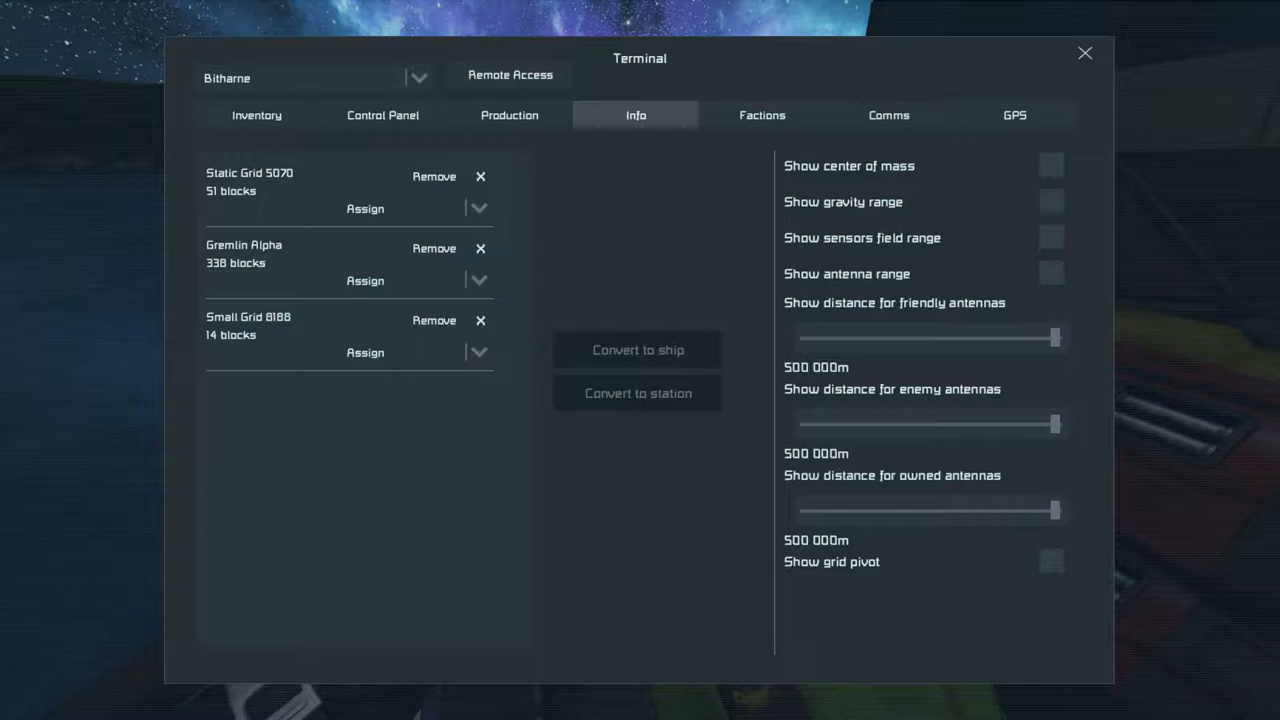 Terminal
Bitharne
Remote Access
Inventory
Control Panel
Production
Info
Factions
Comms
GPS
Static Grid 5070
51 blocks
Remove
Assign
Gremlin Alpha
338 blocks
Remove
Assign
Small Grid 8188
14 blocks
Remove
Assign
Convert to ship
Convert to station
Show center of mass
Show gravity range
Show sensors field range
Show antenna range
Show distance for friendly antennas
500 000m
Show distance for enemy antennas
500 000m
Show distance for owned antennas
500 000m
Show grid pivot